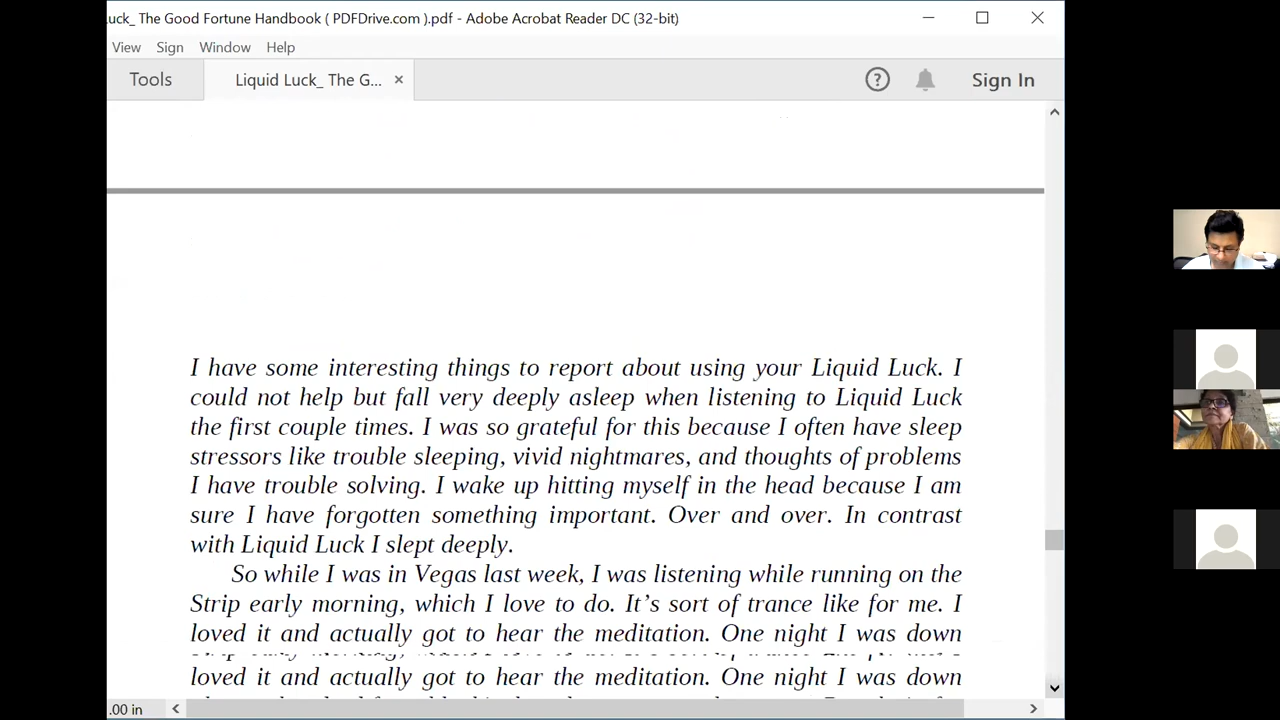 uck_ The Good Fortune Handbook ( PDFDrive.com ).pdf - Adobe Acrobat Reader DC (32-bit)
View Sign Window Help
Tools Liquid Luck_ The G... × ? Sign In
I have some interesting things to report about using your Liquid Luck. I
could not help but fall very deeply asleep when listening to Liquid Luck
the first couple times. I was so grateful for this because I often have sleep
stressors like trouble sleeping, vivid nightmares, and thoughts of problems
I have trouble solving. I wake up hitting myself in the head because I am
sure I have forgotten something important. Over and over. In contrast
with Liquid Luck I slept deeply.
So while I was in Vegas last week, I was listening while running on the
Strip early morning, which I love to do. It’s sort of trance like for me. I
loved it and actually got to hear the meditation. One night I was down
loved it and actually got to hear the meditation. One night I was down
.00 in